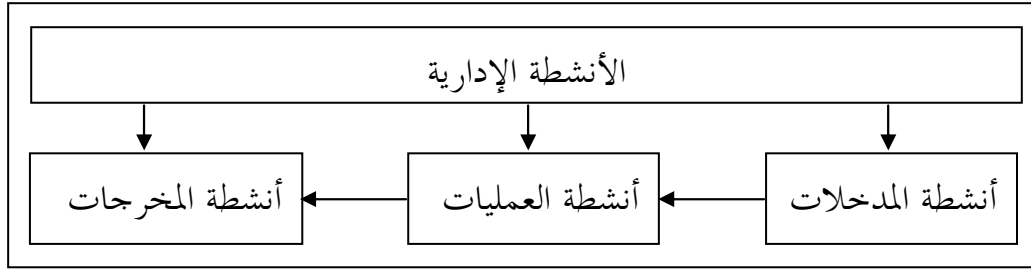 الأنشطة الإدارية
أنشطة المدخلات
أنشطة العمليات
أنشطة المخرجات